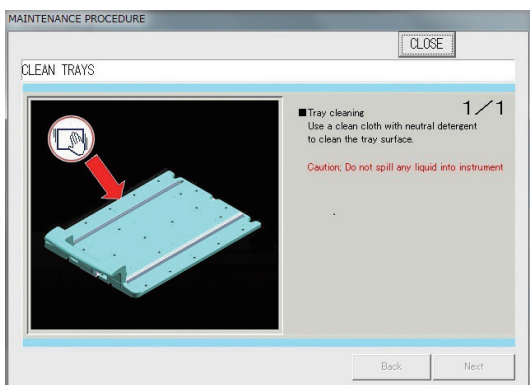 MAINTENANCE PROCEDURE
CLOSE
CLEAN TRAYS
■Tray cleaning
1/1
Use a clean cloth with neutral detergent
to clean the tray surface.
Caution; Do not spill any liquid into instrument
Back
Next